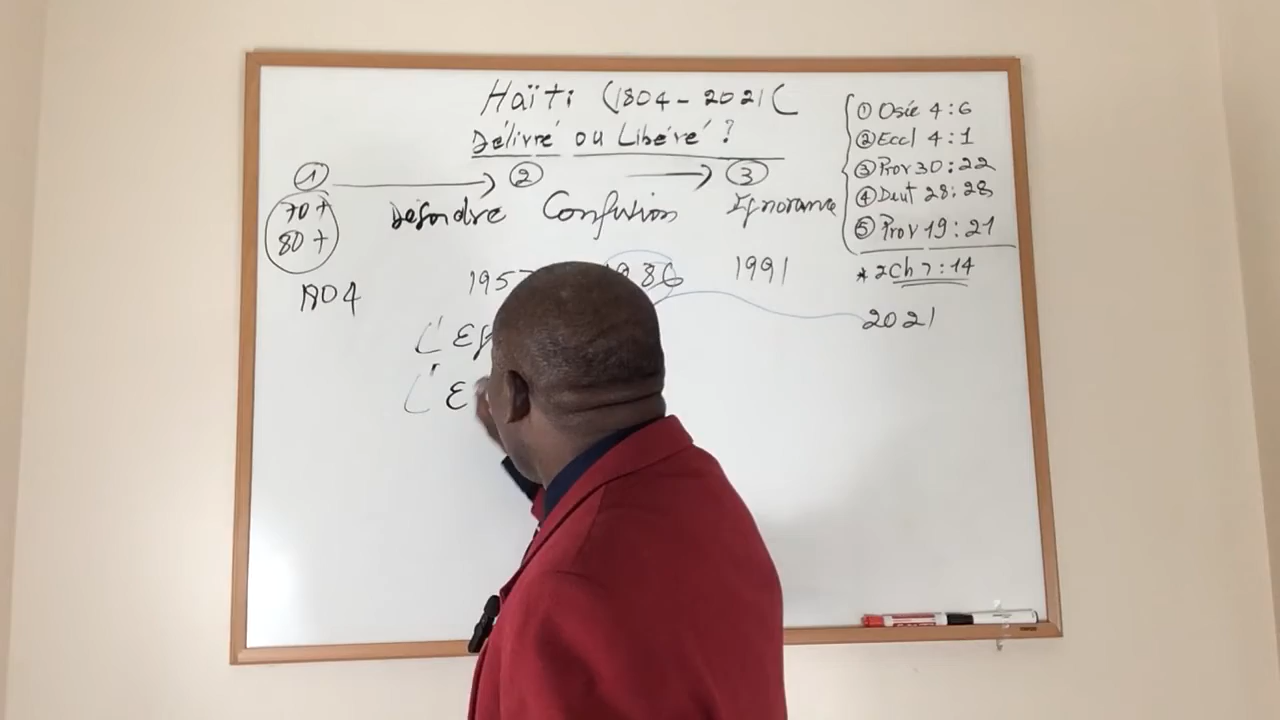 Haïti (1804 - 2021(
Délivré ou Libéré ?
① ② ③
70 + Désordre Confusion Ignorance
80 +
1804 1957 1986 1991
L'
L'E
① Osée 4 : 6
② Eccl 4 : 1
③ Prov 30 : 22
④ Deut 28 : 28
⑤ Prov 19 : 21
* 2Ch 7 : 14
2021